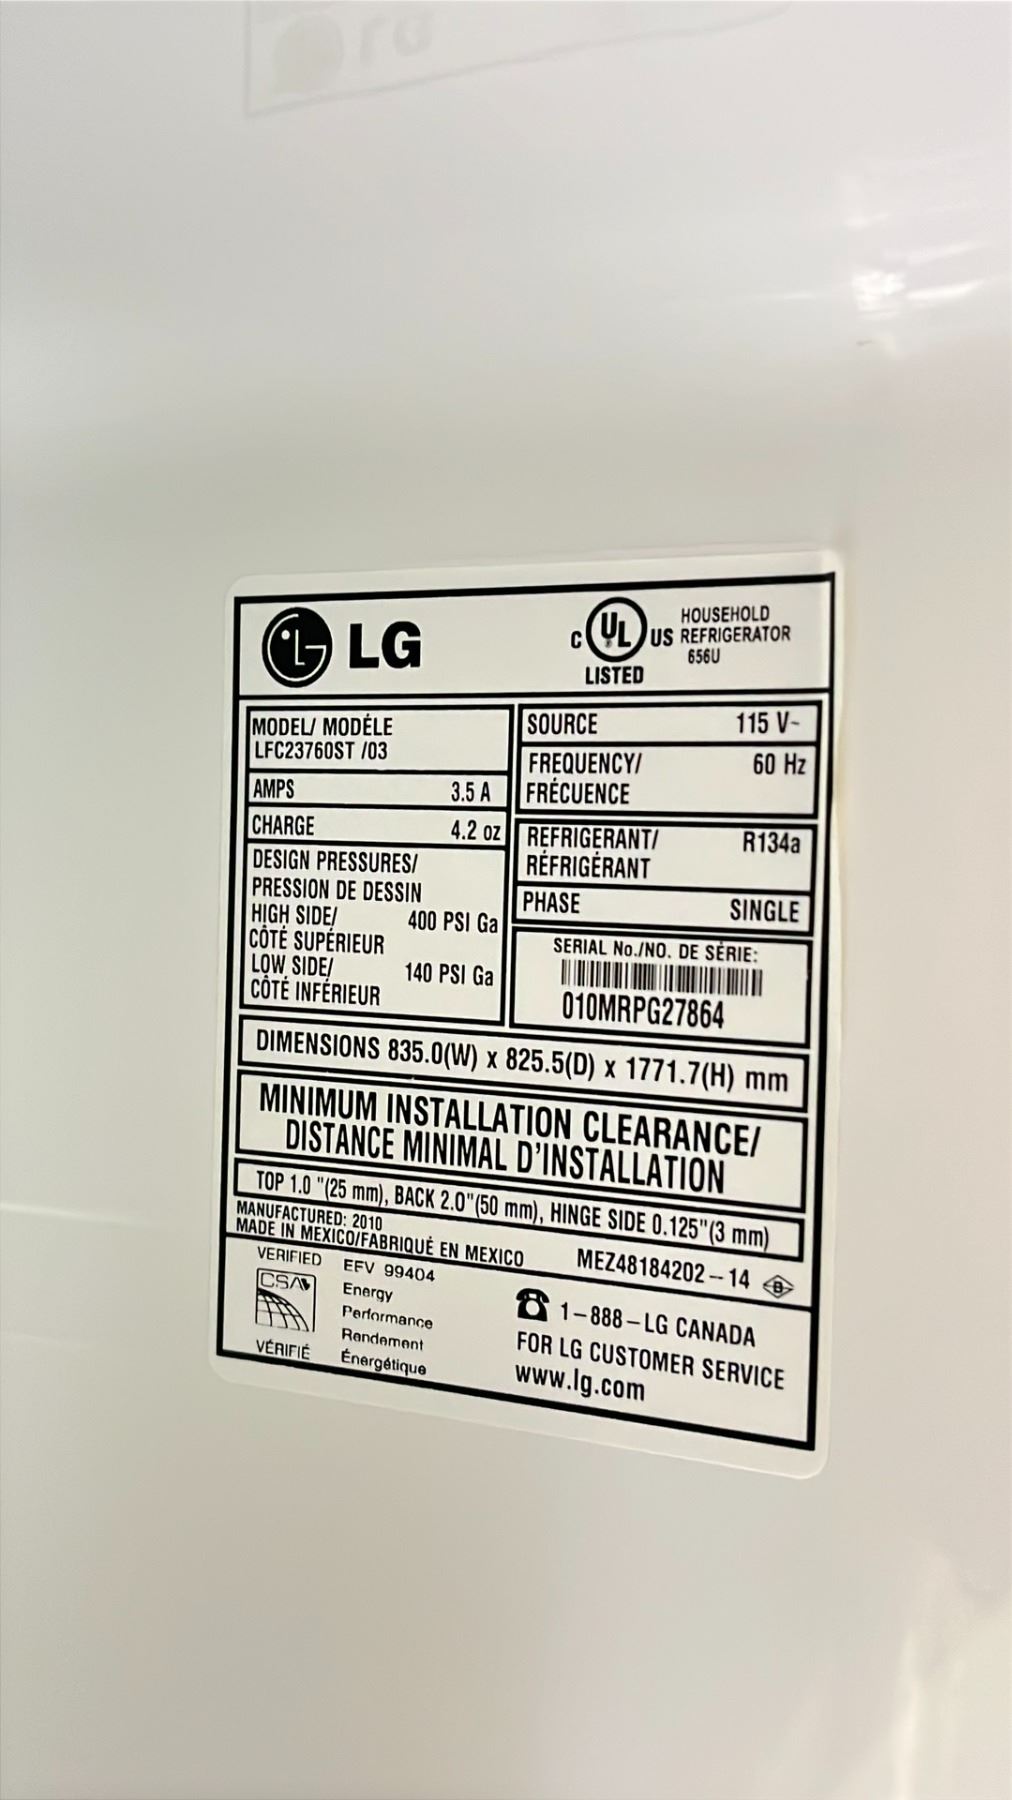 LG
C UL US
LISTED
HOUSEHOLD
REFRIGERATOR
656U
MODEL/ MODÉLE
LFC23760ST /03
AMPS 3.5 A
CHARGE 4.2 oz
DESIGN PRESSURES/
PRESSION DE DESSIN
HIGH SIDE/ 400 PSI Ga
CÔTÉ SUPÉRIEUR
LOW SIDE/ 140 PSI Ga
CÔTÉ INFÉRIEUR
SOURCE 115 V~
FREQUENCY/ 60 Hz
FRÉCUENCE
REFRIGERANT/ R134a
RÉFRIGÉRANT
PHASE SINGLE
SERIAL No./NO. DE SÉRIE:
010MRPG27864
DIMENSIONS 835.0(W) x 825.5(D) x 1771.7(H) mm
MINIMUM INSTALLATION CLEARANCE/
DISTANCE MINIMAL D'INSTALLATION
TOP 1.0 "(25 mm), BACK 2.0"(50 mm), HINGE SIDE 0.125"(3 mm)
MANUFACTURED: 2010
MADE IN MEXICO/FABRIQUÉ EN MEXICO
MEZ48184202-14 B
VERIFIED
CSA
VÉRIFIÉ
EFV 99404
Energy
Performance
Rendement
Énergétique
1-888-LG CANADA
FOR LG CUSTOMER SERVICE
www.lg.com